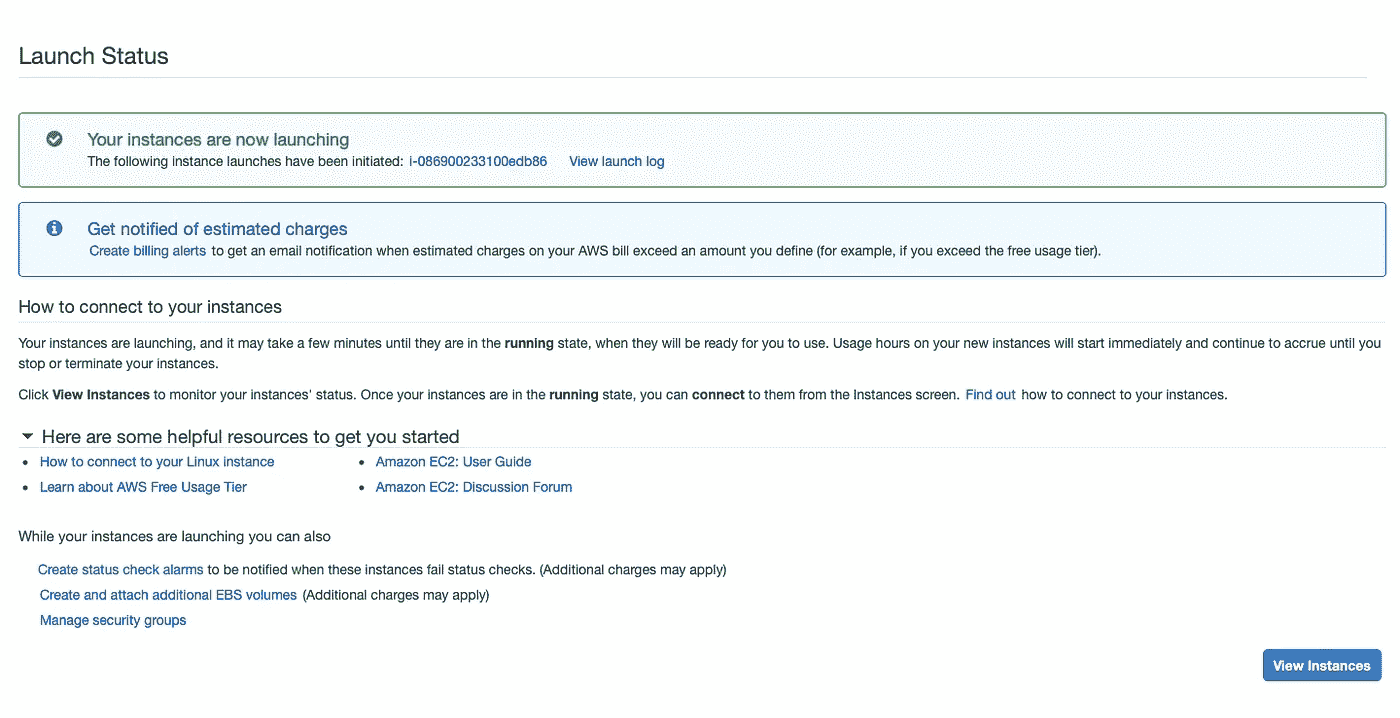 Launch Status
Your instances are now launching
The following instance launches have been initiated: i-086900233100edb86 View launch log
Get notified of estimated charges
Create billing alerts to get an email notification when estimated charges on your AWS bill exceed an amount you define (for example, if you exceed the free usage tier).
How to connect to your instances
Your instances are launching, and it may take a few minutes until they are in the running state, when they will be ready for you to use. Usage hours on your new instances will start immediately and continue to accrue until you
stop or terminate your instances.
Click View Instances to monitor your instances' status. Once your instances are in the running state, you can connect to them from the Instances screen. Find out how to connect to your instances.
Here are some helpful resources to get you started
• How to connect to your Linux instance • Amazon EC2: User Guide
• Learn about AWS Free Usage Tier • Amazon EC2: Discussion Forum
While your instances are launching you can also
Create status check alarms to be notified when these instances fail status checks. (Additional charges may apply)
Create and attach additional EBS volumes (Additional charges may apply)
Manage security groups
View Instances